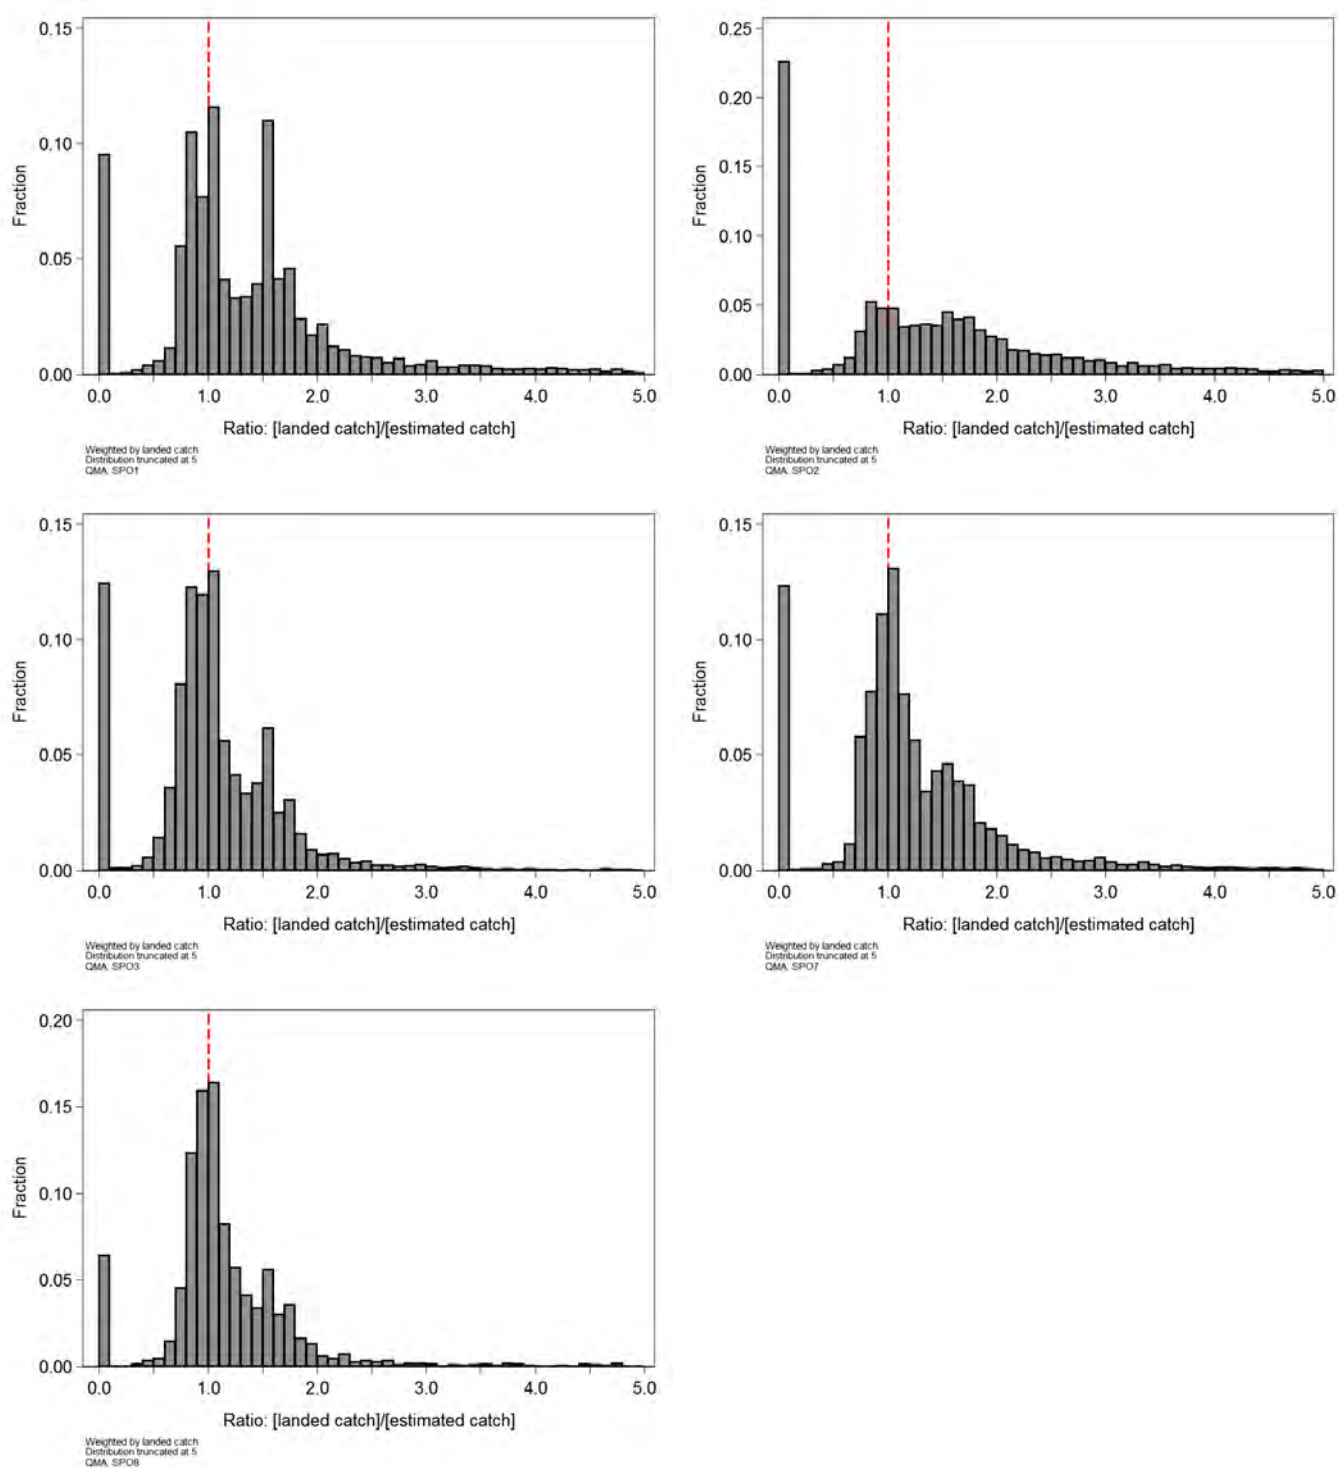 0.15
0.10
0.05
0.00
Fraction
0.0 1.0 2.0 3.0 4.0 5.0
Ratio: [landed catch]/[estimated catch]
Weighted by landed catch
Distribution truncated at 5
QMA: SPO1
0.25
0.20
0.15
0.10
0.05
0.00
Fraction
0.0 1.0 2.0 3.0 4.0 5.0
Ratio: [landed catch]/[estimated catch]
Weighted by landed catch
Distribution truncated at 5
QMA: SPO2
0.15
0.10
0.05
0.00
Fraction
0.0 1.0 2.0 3.0 4.0 5.0
Ratio: [landed catch]/[estimated catch]
Weighted by landed catch
Distribution truncated at 5
QMA: SPO3
0.15
0.10
0.05
0.00
Fraction
0.0 1.0 2.0 3.0 4.0 5.0
Ratio: [landed catch]/[estimated catch]
Weighted by landed catch
Distribution truncated at 5
QMA: SPO7
0.20
0.15
0.10
0.05
0.00
Fraction
0.0 1.0 2.0 3.0 4.0 5.0
Ratio: [landed catch]/[estimated catch]
Weighted by landed catch
Distribution truncated at 5
QMA: SPO8